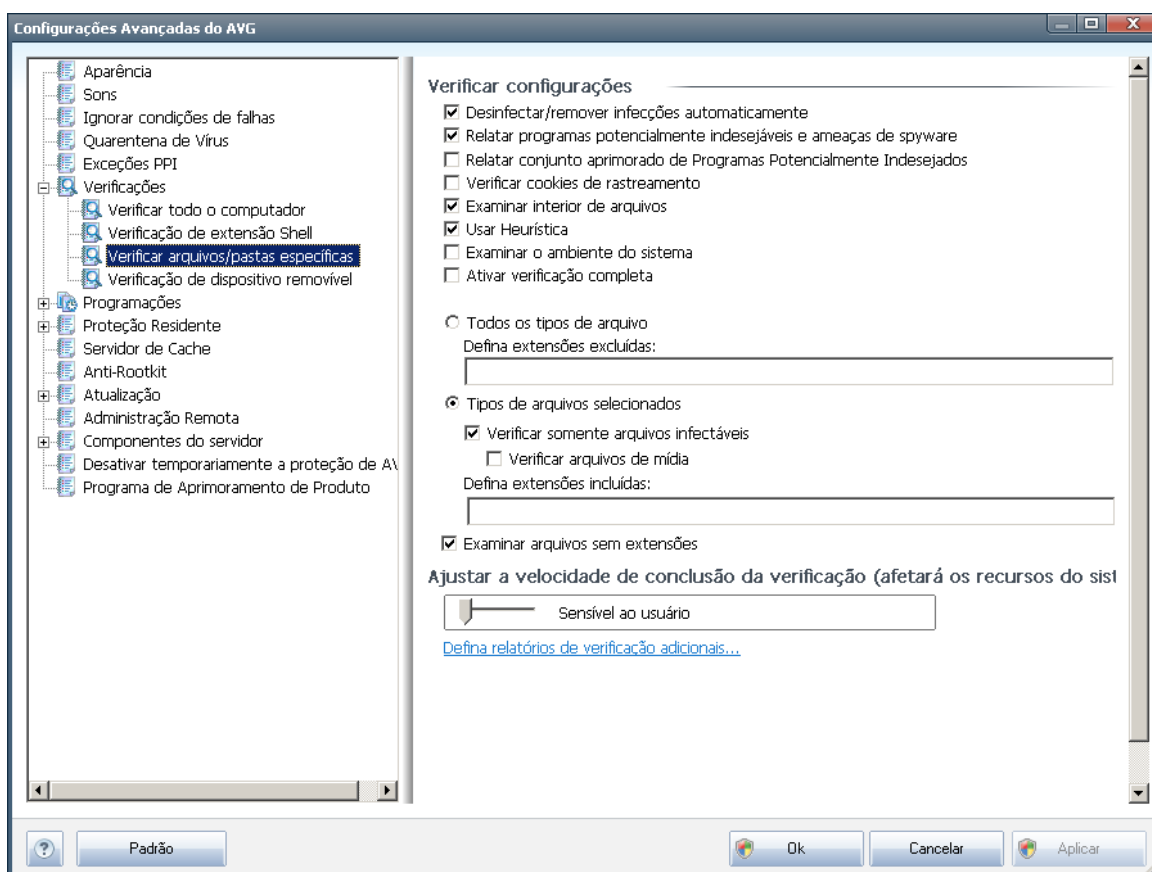 Configurações Avançadas do AVG
Aparência
Sons
Ignorar condições de falhas
Quarentena de Vírus
Exceções PPI
Verificações
Verificar todo o computador
Verificação de extensão Shell
Verificar arquivos/pastas específicas
Verificação de dispositivo removível
Programações
Proteção Residente
Servidor de Cache
Anti-Rootkit
Atualização
Administração Remota
Componentes do servidor
Desativar temporariamente a proteção de AV
Programa de Aprimoramento de Produto
Verificar configurações
Desinfectar/remover infecções automaticamente
Relatar programas potencialmente indesejáveis e ameaças de spyware
Relatar conjunto aprimorado de Programas Potencialmente Indesejados
Verificar cookies de rastreamento
Examinar interior de arquivos
Usar Heurística
Examinar o ambiente do sistema
Ativar verificação completa
Todos os tipos de arquivo
Defina extensões excluídas:
Tipos de arquivos selecionados
Verificar somente arquivos infectáveis
Verificar arquivos de mídia
Defina extensões incluídas:
Examinar arquivos sem extensões
Ajustar a velocidade de conclusão da verificação (afetará os recursos do sist
Sensível ao usuário
Defina relatórios de verificação adicionais...
? Padrão Ok Cancelar Aplicar